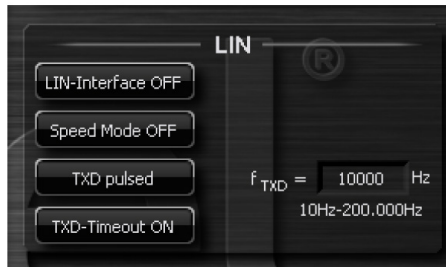 LIN
®
LIN-Interface OFF
Speed Mode OFF
TXD pulsed
f TXD = 10000 Hz
10Hz-200.000Hz
TXD-Timeout ON